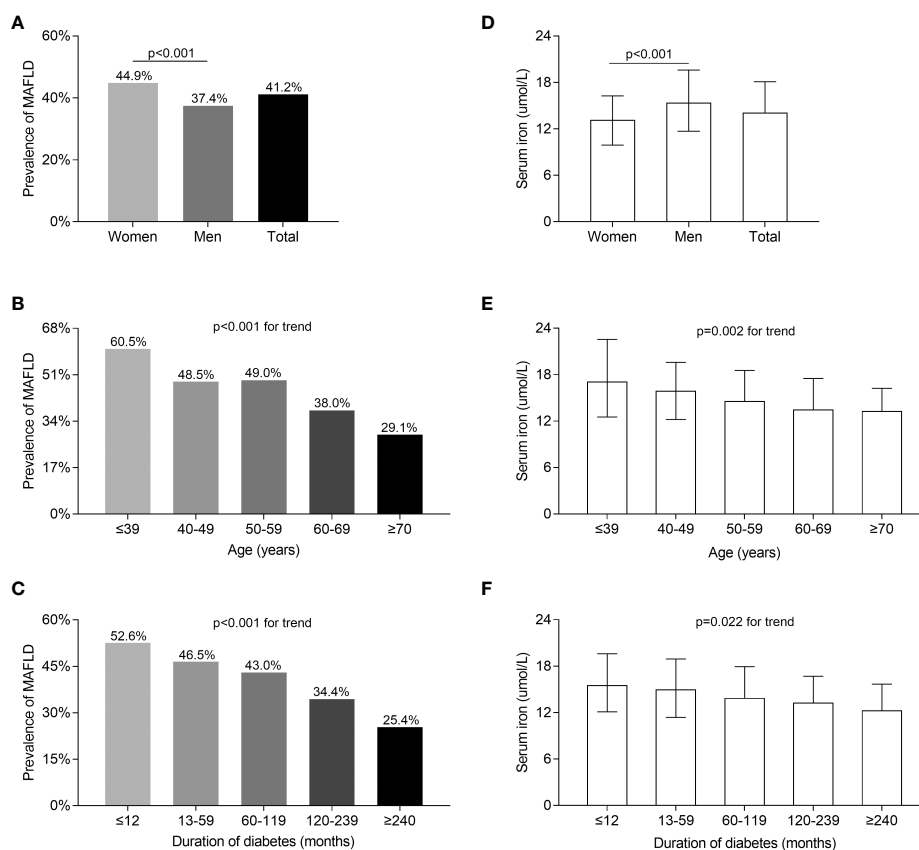 A
60%
40%
20%
0%
Prevalence of MAFLD
p<0.001
44.9%
37.4%
41.2%
Women Men Total
D
24
18
12
6
0
Serum iron (umol/L)
p<0.001
Women Men Total
B
68%
51%
34%
17%
0%
Prevalence of MAFLD
p<0.001 for trend
60.5%
48.5%
49.0%
38.0%
29.1%
≤39 40-49 50-59 60-69 ≥70
Age (years)
E
24
18
12
6
0
Serum iron (umol/L)
p=0.002 for trend
≤39 40-49 50-59 60-69 ≥70
Age (years)
C
60%
45%
30%
15%
0%
Prevalence of MAFLD
p<0.001 for trend
52.6%
46.5%
43.0%
34.4%
25.4%
≤12 13-59 60-119 120-239 ≥240
Duration of diabetes (months)
F
24
18
12
6
0
Serum iron (umol/L)
p=0.022 for trend
≤12 13-59 60-119 120-239 ≥240
Duration of diabetes (months)